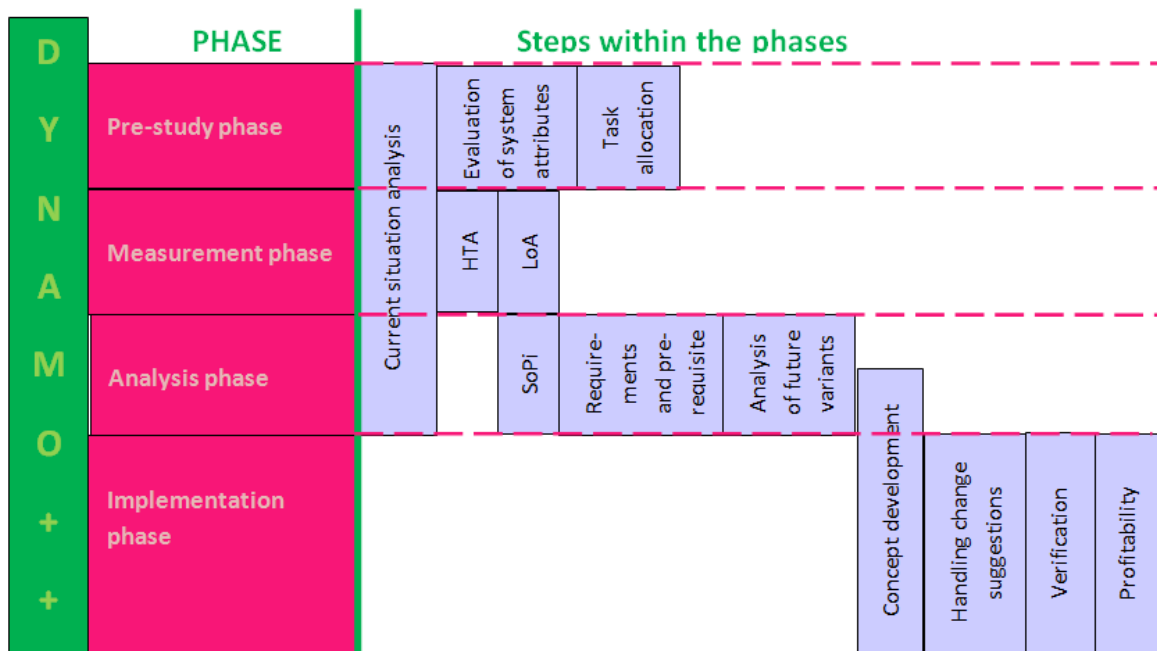 D
Y
N
A
M
O
+
+
PHASE
Steps within the phases
Pre-study phase
Measurement phase
Analysis phase
Implementation
phase
Current situation analysis
Evaluation
of system
attributes
Task
allocation
HTA
LoA
SoPi
Require-
ments
and pre-
requisite
Analysis
of future
variants
Concept development
Handling change
suggestions
Verification
Profitability